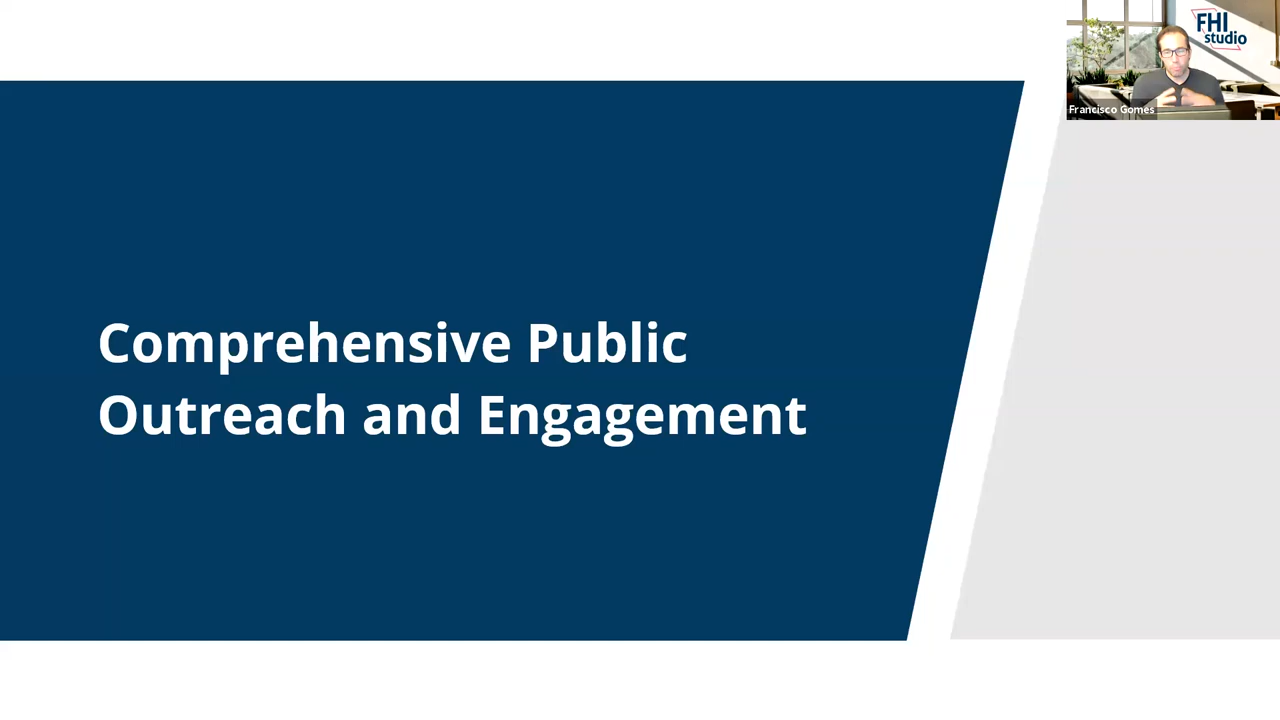 FHI
studio
Francisco Gomes
Comprehensive Public
Outreach and Engagement